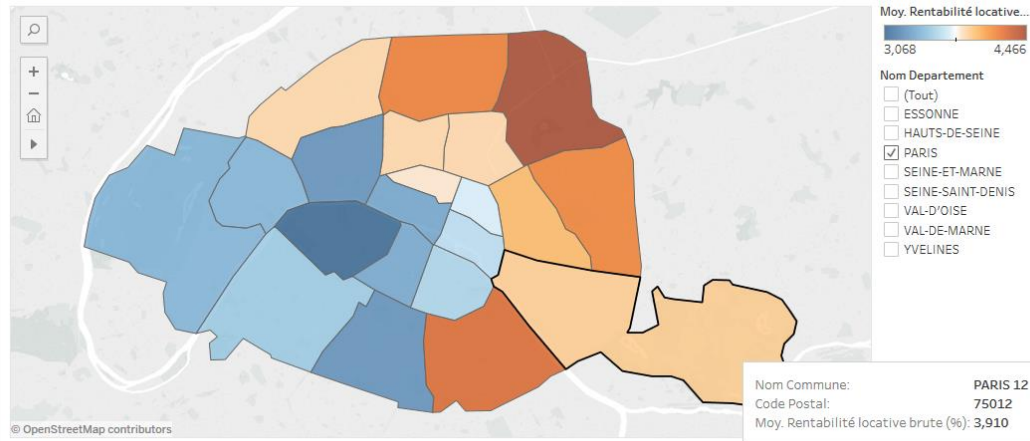 Moy. Rentabilité locative...
3,068 4,466
Nom Departement
(Tout)
ESSONNE
HAUTS-DE-SEINE
PARIS
SEINE-ET-MARNE
SEINE-SAINT-DENIS
VAL-D'OISE
VAL-DE-MARNE
YVELINES
Nom Commune: PARIS 12
Code Postal: 75012
Moy. Rentabilité locative brute (%): 3,910
© OpenStreetMap contributors